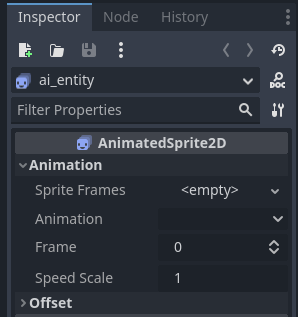 Inspector Node History
ai_entity
DOC
Filter Properties
AnimatedSprite2D
Animation
Sprite Frames <empty>
Animation
Frame 0
Speed Scale 1
Offset